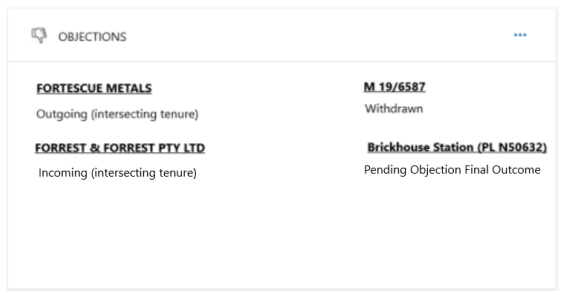 OBJECTIONS
FORTESCUE METALS M 19/6587
Outgoing (intersecting tenure) Withdrawn
FORREST & FORREST PTY LTD Brickhouse Station (PL N50632)
Incoming (intersecting tenure) Pending Objection Final Outcome